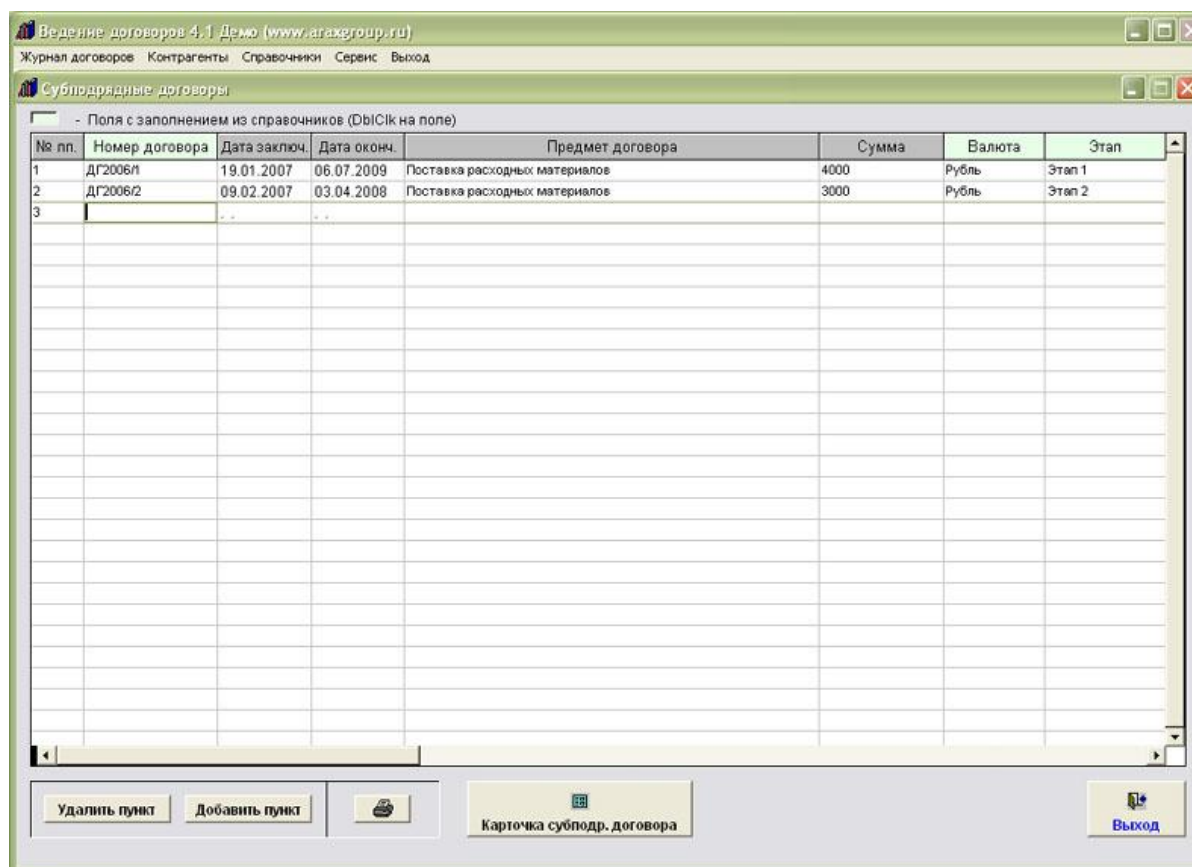 Ведение договоров 4.1 Демо (www.araxgroup.ru)
Журнал договоров Контрагенты Справочники Сервис Выход
Субподрядные договоры
- Поля с заполнением из справочников (DblClk на поле)
№ пп. Номер договора Дата заключ. Дата оконч. Предмет договора Сумма Валюта Этап
1 ДГ2006/1 19.01.2007 06.07.2009 Поставка расходных материалов 4000 Рубль Этап 1
2 ДГ2006/2 09.02.2007 03.04.2008 Поставка расходных материалов 3000 Рубль Этап 2
3 . . . .
Удалить пункт Добавить пункт Карточка субподр. договора Выход